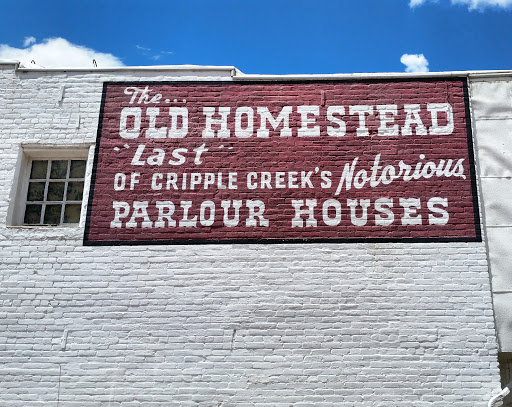 The...
OLD HOMESTEAD
"Last"
OF CRIPPLE CREEK'S Notorious
PARLOUR HOUSES